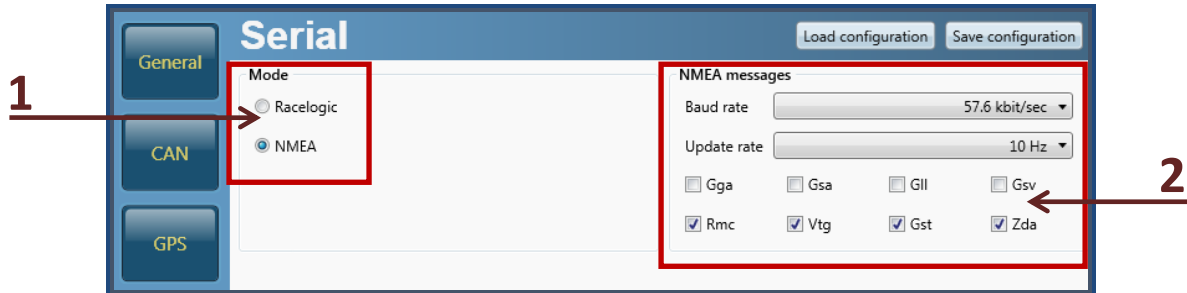 Serial
Load configuration Save configuration
General
CAN
GPS
1
Mode
Racelogic
NMEA
NMEA messages
Baud rate 57.6 kbit/sec
Update rate 10 Hz
Gga Gsa Gll Gsv
Rmc Vtg Gst Zda
2